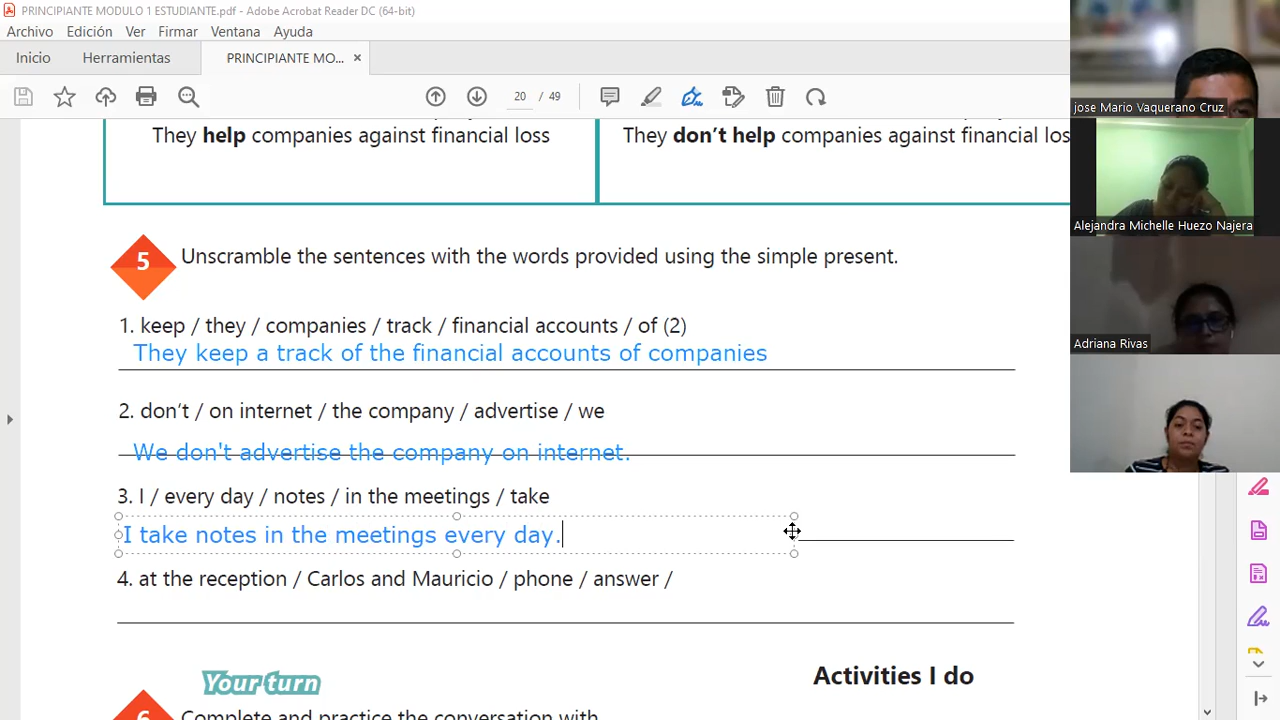 PRINCIPIANTE MODULO 1 ESTUDIANTE.pdf - Adobe Acrobat Reader DC (64-bit)
Archivo Edición Ver Firmar Ventana Ayuda
Inicio Herramientas PRINCIPIANTE MO... ×
20 / 49
They help companies against financial loss
They don't help companies against financial los
5 Unscramble the sentences with the words provided using the simple present.
1. keep / they / companies / track / financial accounts / of (2)
They keep a track of the financial accounts of companies
2. don't / on internet / the company / advertise / we
We don't advertise the company on internet.
3. I / every day / notes / in the meetings / take
I take notes in the meetings every day.
4. at the reception / Carlos and Mauricio / phone / answer /
Your turn
Activities I do
6 Complete and practice the conversation with
jose Mario Vaquerano Cruz
Alejandra Michelle Huezo Najera
Adriana Rivas